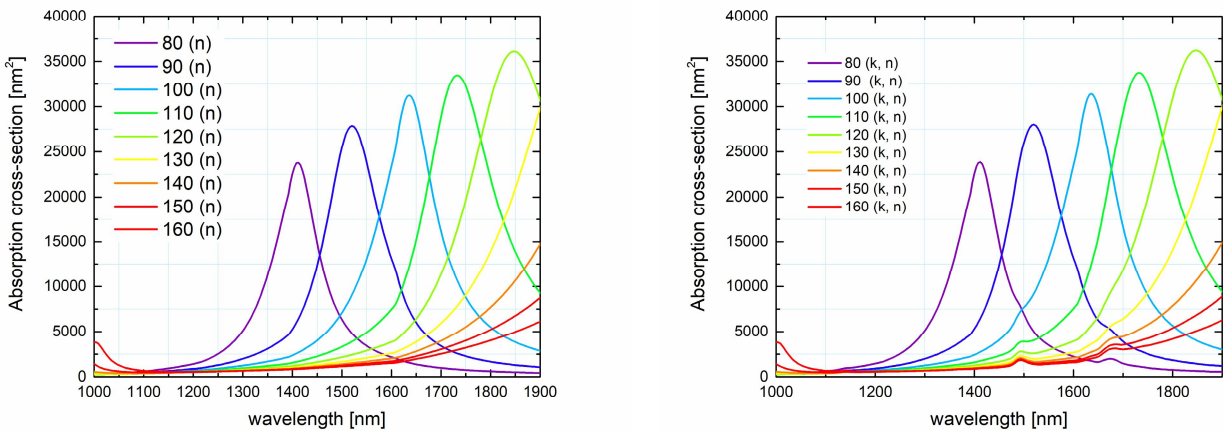 40000
35000
30000
25000
20000
15000
10000
5000
0
Absorption cross-section [nm²]
80 (n)
90 (n)
100 (n)
110 (n)
120 (n)
130 (n)
140 (n)
150 (n)
160 (n)
1000 1100 1200 1300 1400 1500 1600 1700 1800 1900
wavelength [nm]
40000
35000
30000
25000
20000
15000
10000
5000
0
Absorption cross-section [nm²]
80 (k, n)
90 (k, n)
100 (k, n)
110 (k, n)
120 (k, n)
130 (k, n)
140 (k, n)
150 (k, n)
160 (k, n)
1000 1200 1400 1600 1800
wavelength [nm]